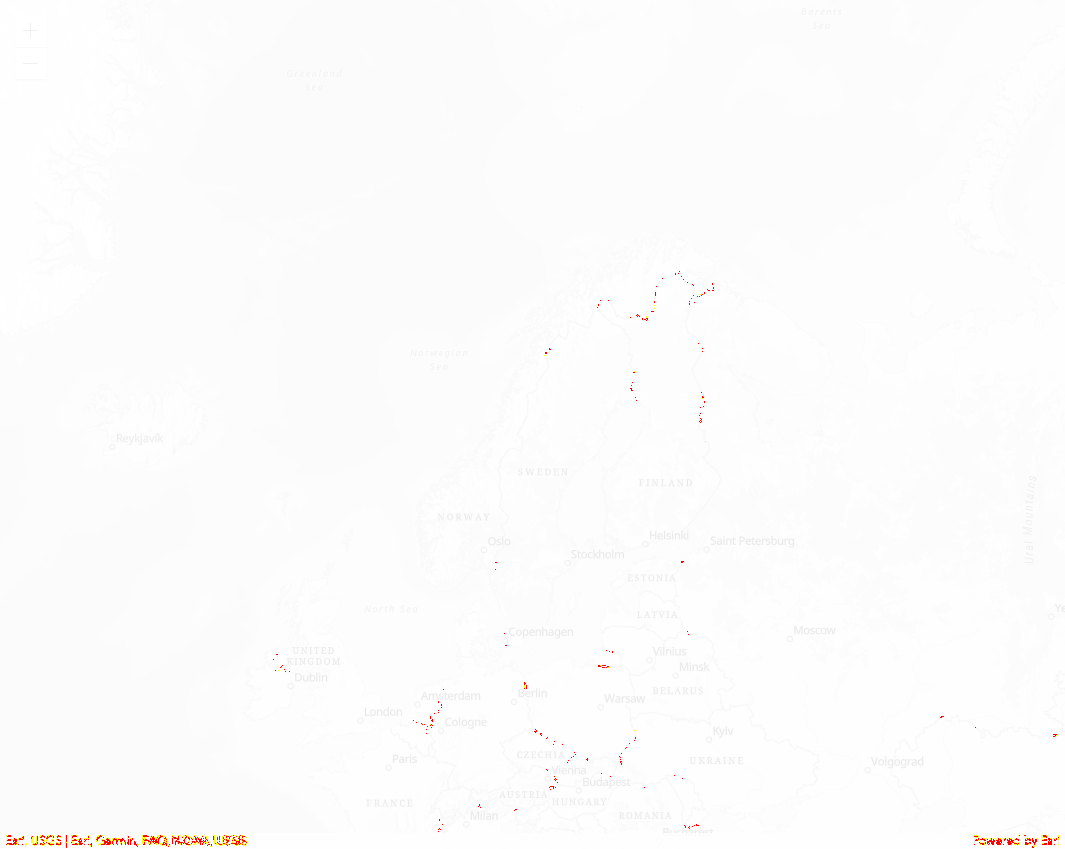 Barents
Sea
Greenland
Sea
Norwegian
Sea
Reykjavík
SWEDEN
FINLAND
Ural Mountains
NORWAY
Oslo
Helsinki
Saint Petersburg
Stockholm
ESTONIA
North Sea
LATVIA
Copenhagen
Moscow
UNITED
KINGDOM
Vilnius
Minsk
Dublin
BELARUS
Amsterdam
Berlin
Warsaw
London
Cologne
Kyiv
Paris
CZECHIA
UKRAINE
Volgograd
Vienna
Budapest
AUSTRIA
HUNGARY
FRANCE
Milan
ROMANIA
Bucharest
Esri, USGS | Esri, Garmin, FAO, NOAA, USGS
Powered by Esri